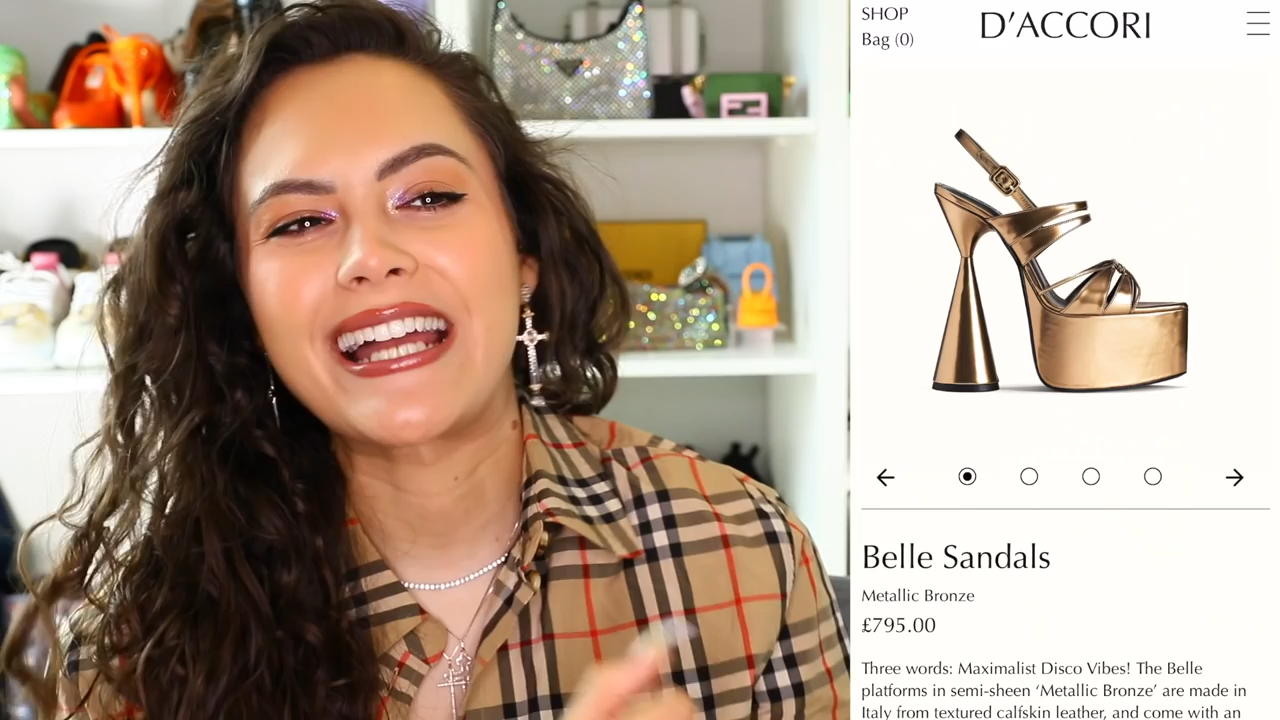 SHOP
Bag (0)
D'ACCORI
Belle Sandals
Metallic Bronze
£795.00
Three words: Maximalist Disco Vibes! The Belle
platforms in semi-sheen ‘Metallic Bronze’ are made in
Italy from textured calfskin leather, and come with an